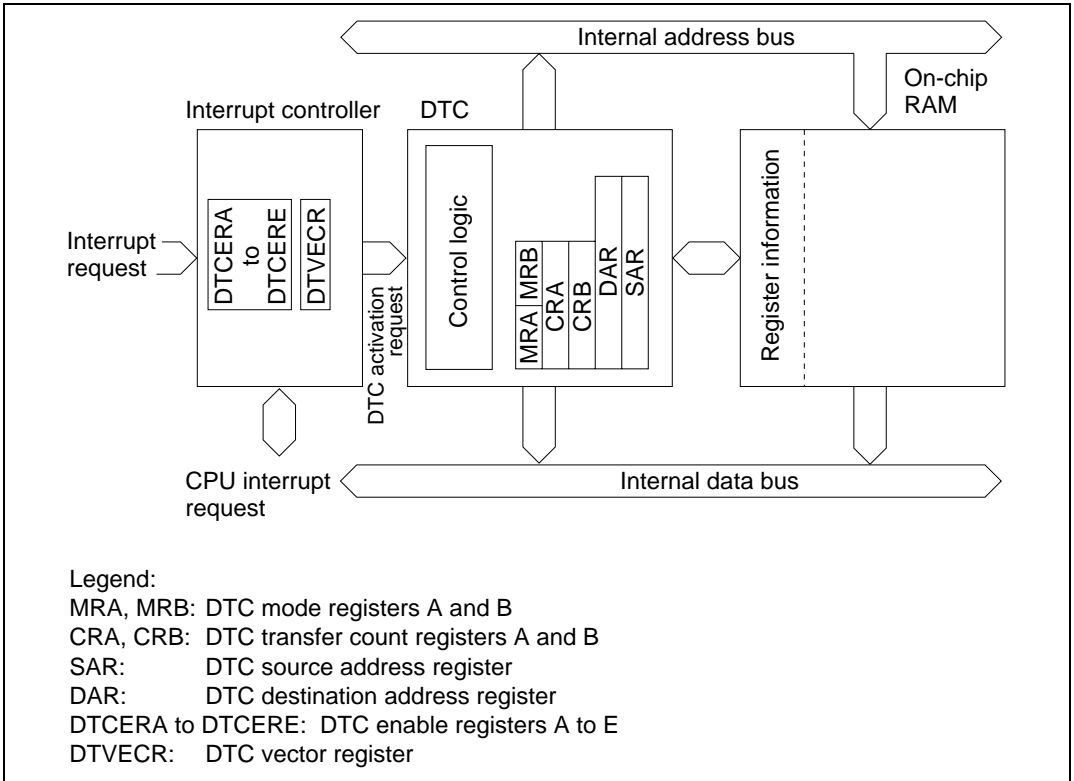 Internal address bus
On-chip
RAM
Interrupt controller
DTC
Interrupt
request
DTCERA
to
DTCERE
DTVECR
DTC activation
request
Control logic
MRA
MRB
CRA
CRB
DAR
SAR
Register information
CPU interrupt
request
Internal data bus
Legend:
MRA, MRB: DTC mode registers A and B
CRA, CRB: DTC transfer count registers A and B
SAR: DTC source address register
DAR: DTC destination address register
DTCERA to DTCERE: DTC enable registers A to E
DTVECR: DTC vector register